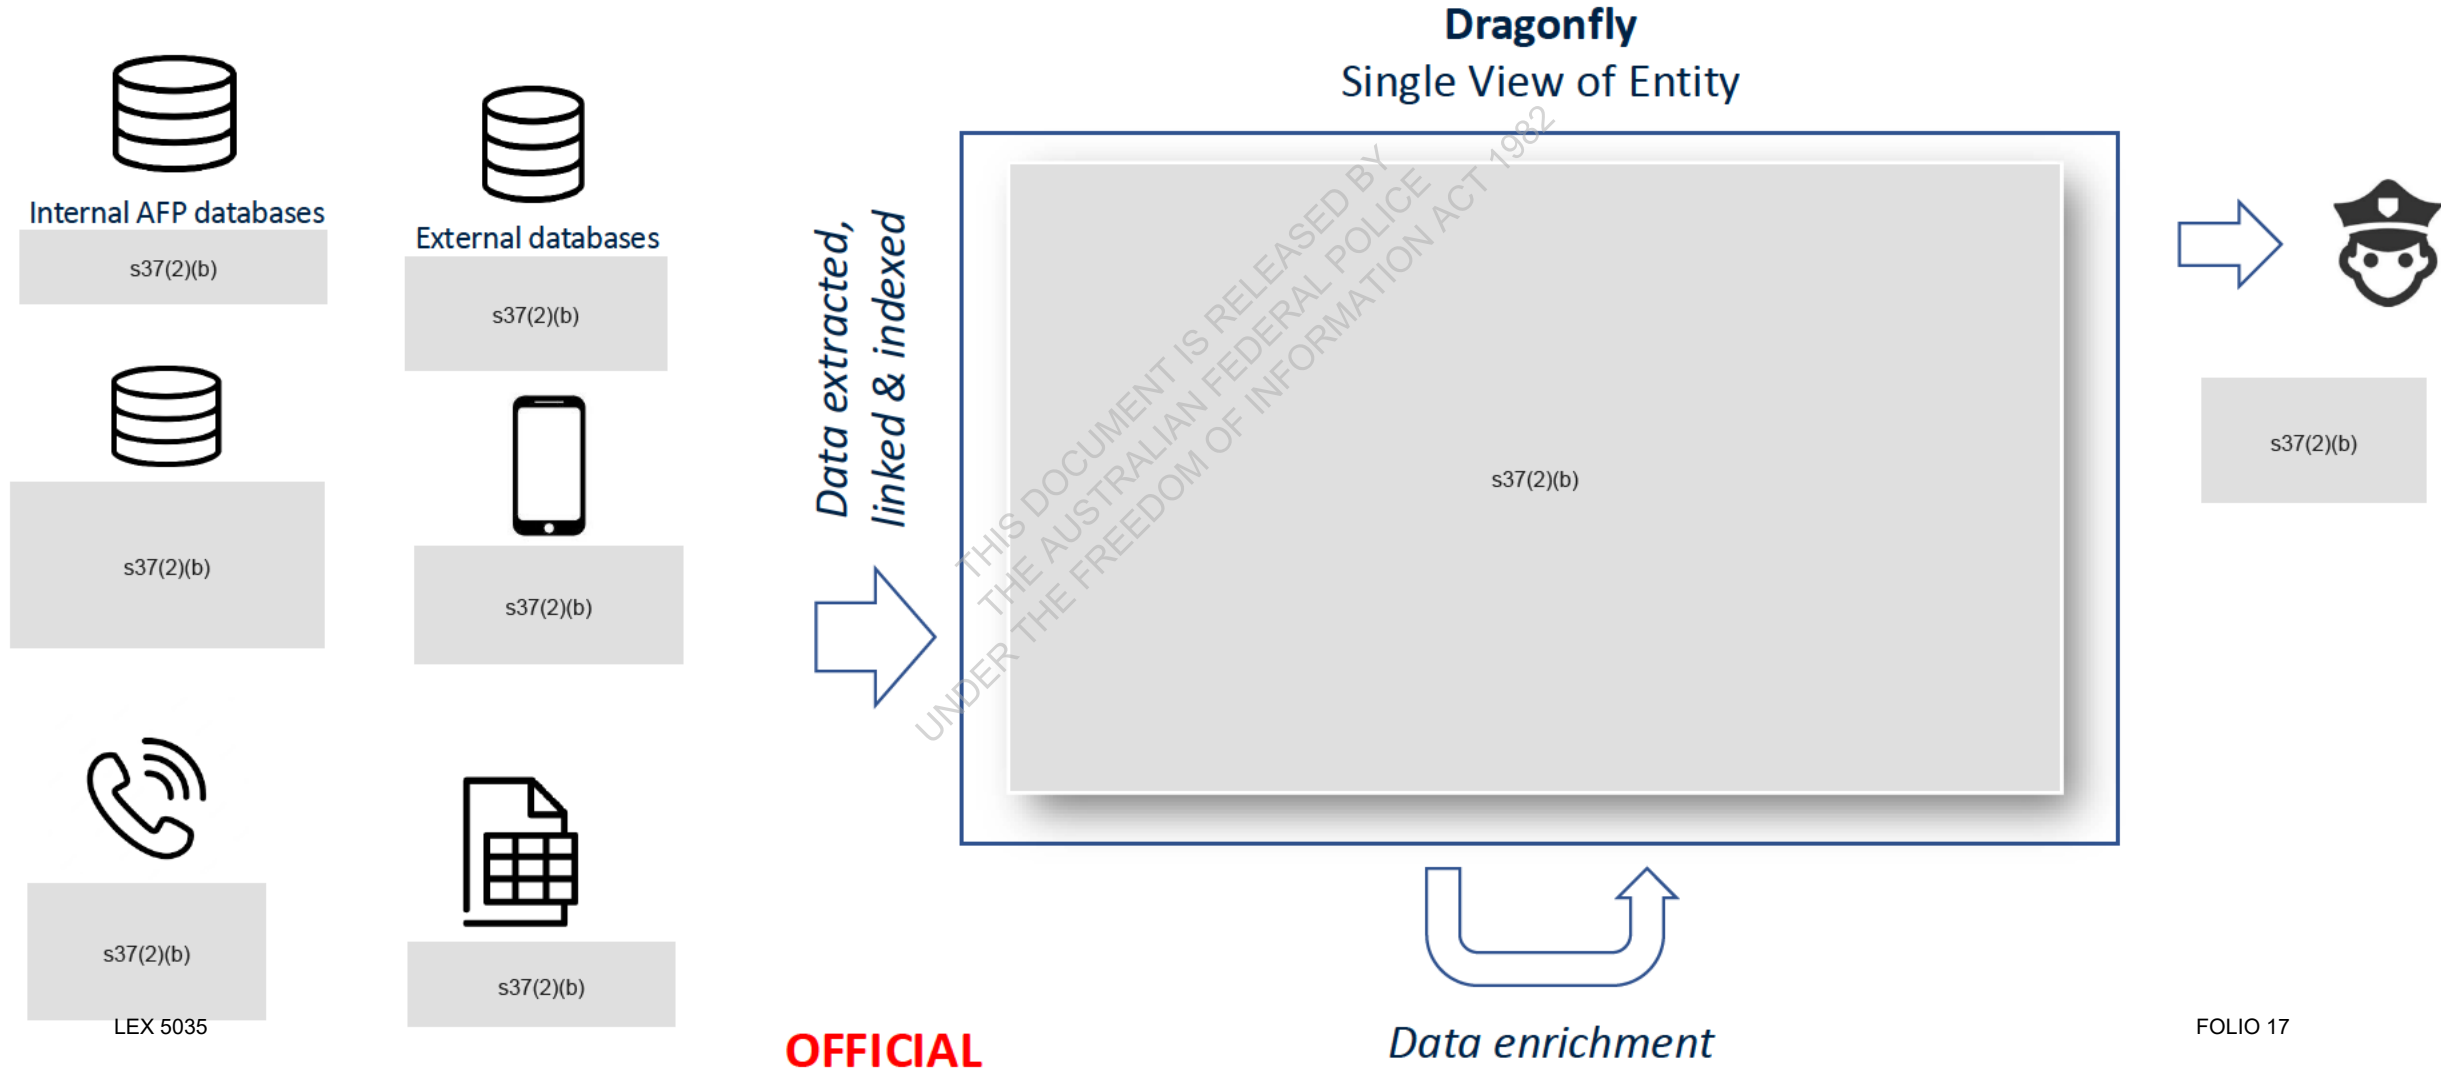 Dragonfly
Single View of Entity
Internal AFP databases
s37(2)(b)
External databases
s37(2)(b)
s37(2)(b)
s37(2)(b)
s37(2)(b)
s37(2)(b)
Data extracted,
linked & indexed
THIS DOCUMENT IS RELEASED BY
THE AUSTRALIAN FEDERAL POLICE
UNDER THE FREEDOM OF INFORMATION ACT 1982
s37(2)(b)
s37(2)(b)
Data enrichment
LEX 5035
OFFICIAL
FOLIO 17